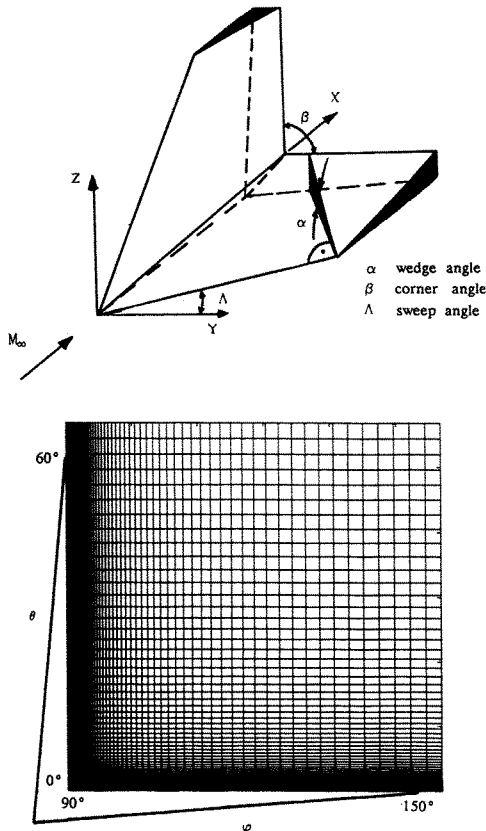 X
β
Z
α
Λ
Y
M∞
α wedge angle
β corner angle
Λ sweep angle
60°
θ
0°
90°
150°
φ